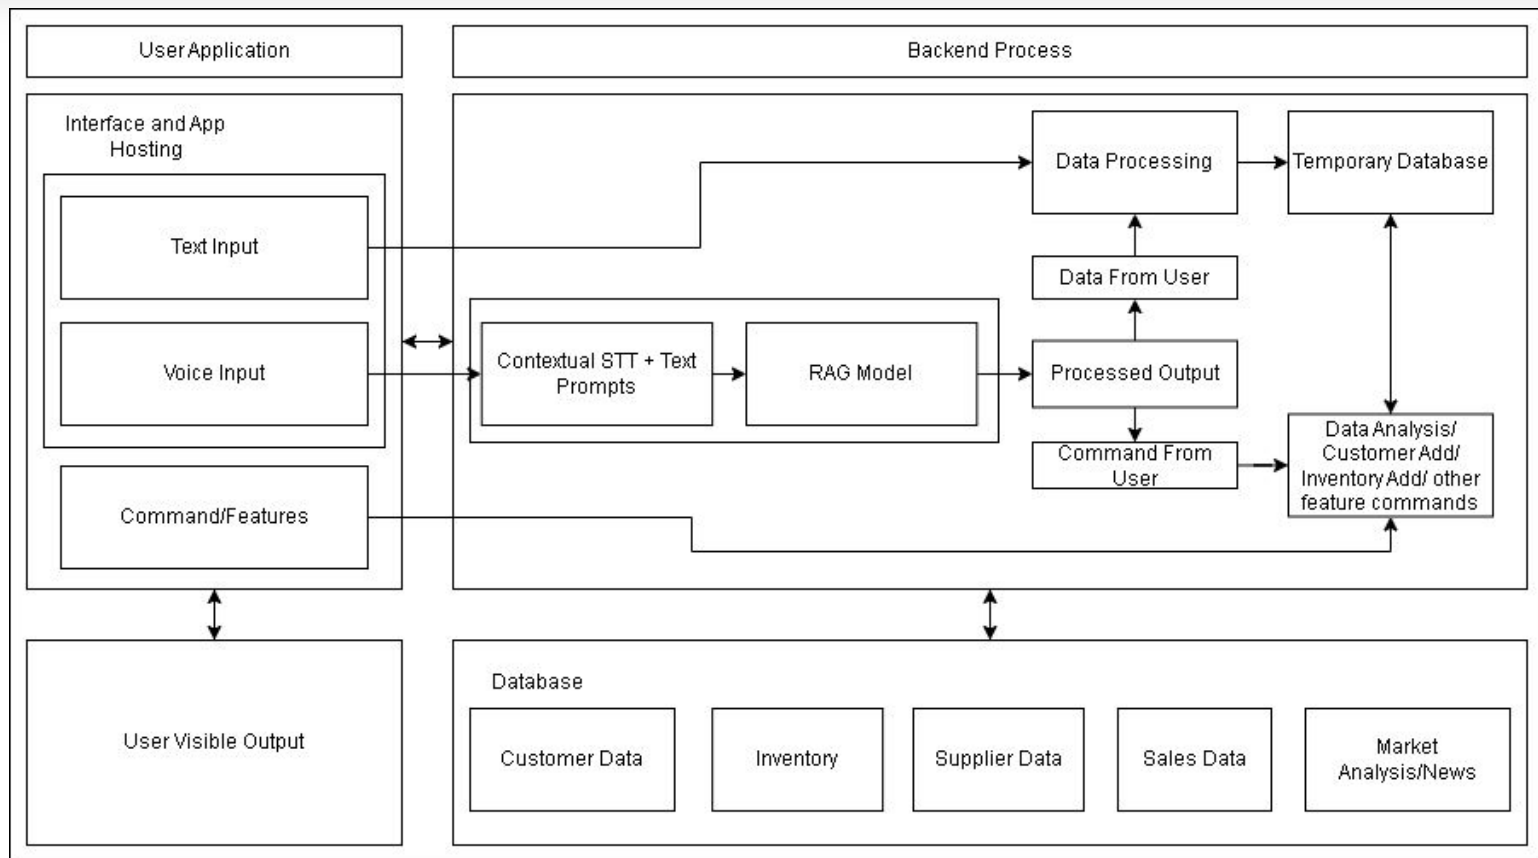 User Application
Backend Process
Interface and App
Hosting
Text Input
Voice Input
Command/Features
Data Processing
Temporary Database
Data From User
Contextual STT + Text
Prompts
RAG Model
Processed Output
Command From
User
Data Analysis/
Customer Add/
Inventory Add/ other
feature commands
User Visible Output
Database
Customer Data
Inventory
Supplier Data
Sales Data
Market
Analysis/News